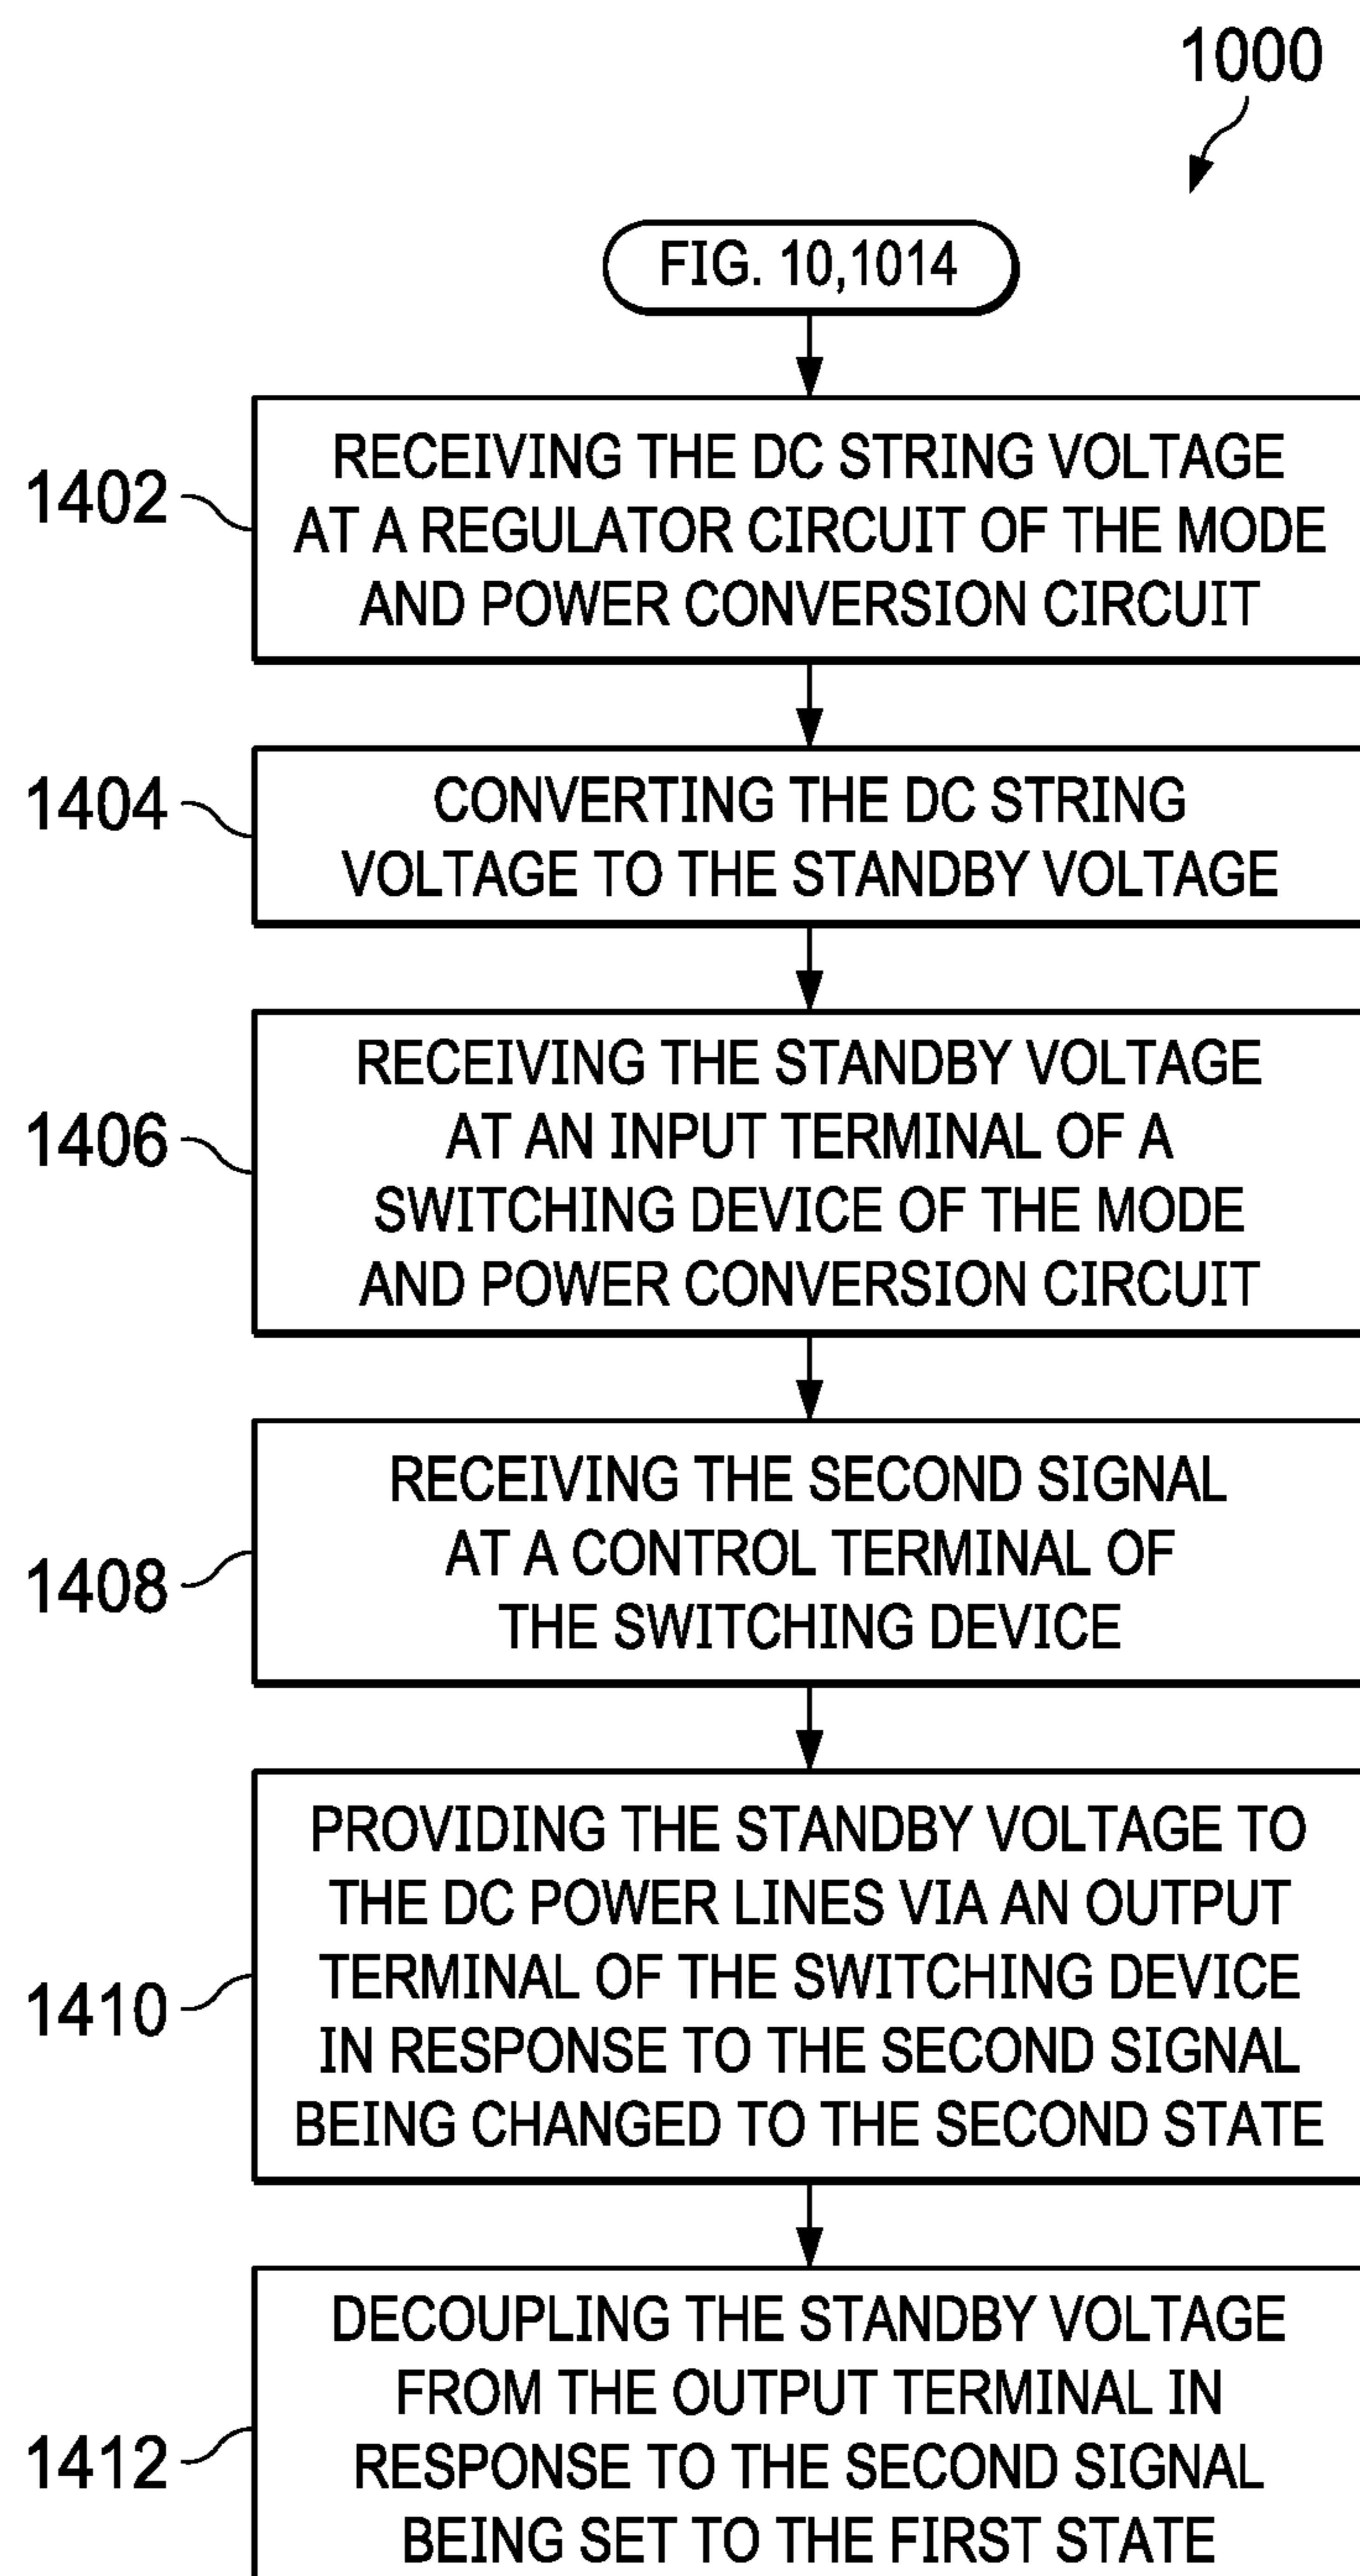 1000
FIG. 10,1014
1402
RECEIVING THE DC STRING VOLTAGE
AT A REGULATOR CIRCUIT OF THE MODE
AND POWER CONVERSION CIRCUIT
1404
CONVERTING THE DC STRING
VOLTAGE TO THE STANDBY VOLTAGE
1406
RECEIVING THE STANDBY VOLTAGE
AT AN INPUT TERMINAL OF A
SWITCHING DEVICE OF THE MODE
AND POWER CONVERSION CIRCUIT
1408
RECEIVING THE SECOND SIGNAL
AT A CONTROL TERMINAL OF
THE SWITCHING DEVICE
1410
PROVIDING THE STANDBY VOLTAGE TO
THE DC POWER LINES VIA AN OUTPUT
TERMINAL OF THE SWITCHING DEVICE
IN RESPONSE TO THE SECOND SIGNAL
BEING CHANGED TO THE SECOND STATE
1412
DECOUPLING THE STANDBY VOLTAGE
FROM THE OUTPUT TERMINAL IN
RESPONSE TO THE SECOND SIGNAL
BEING SET TO THE FIRST STATE